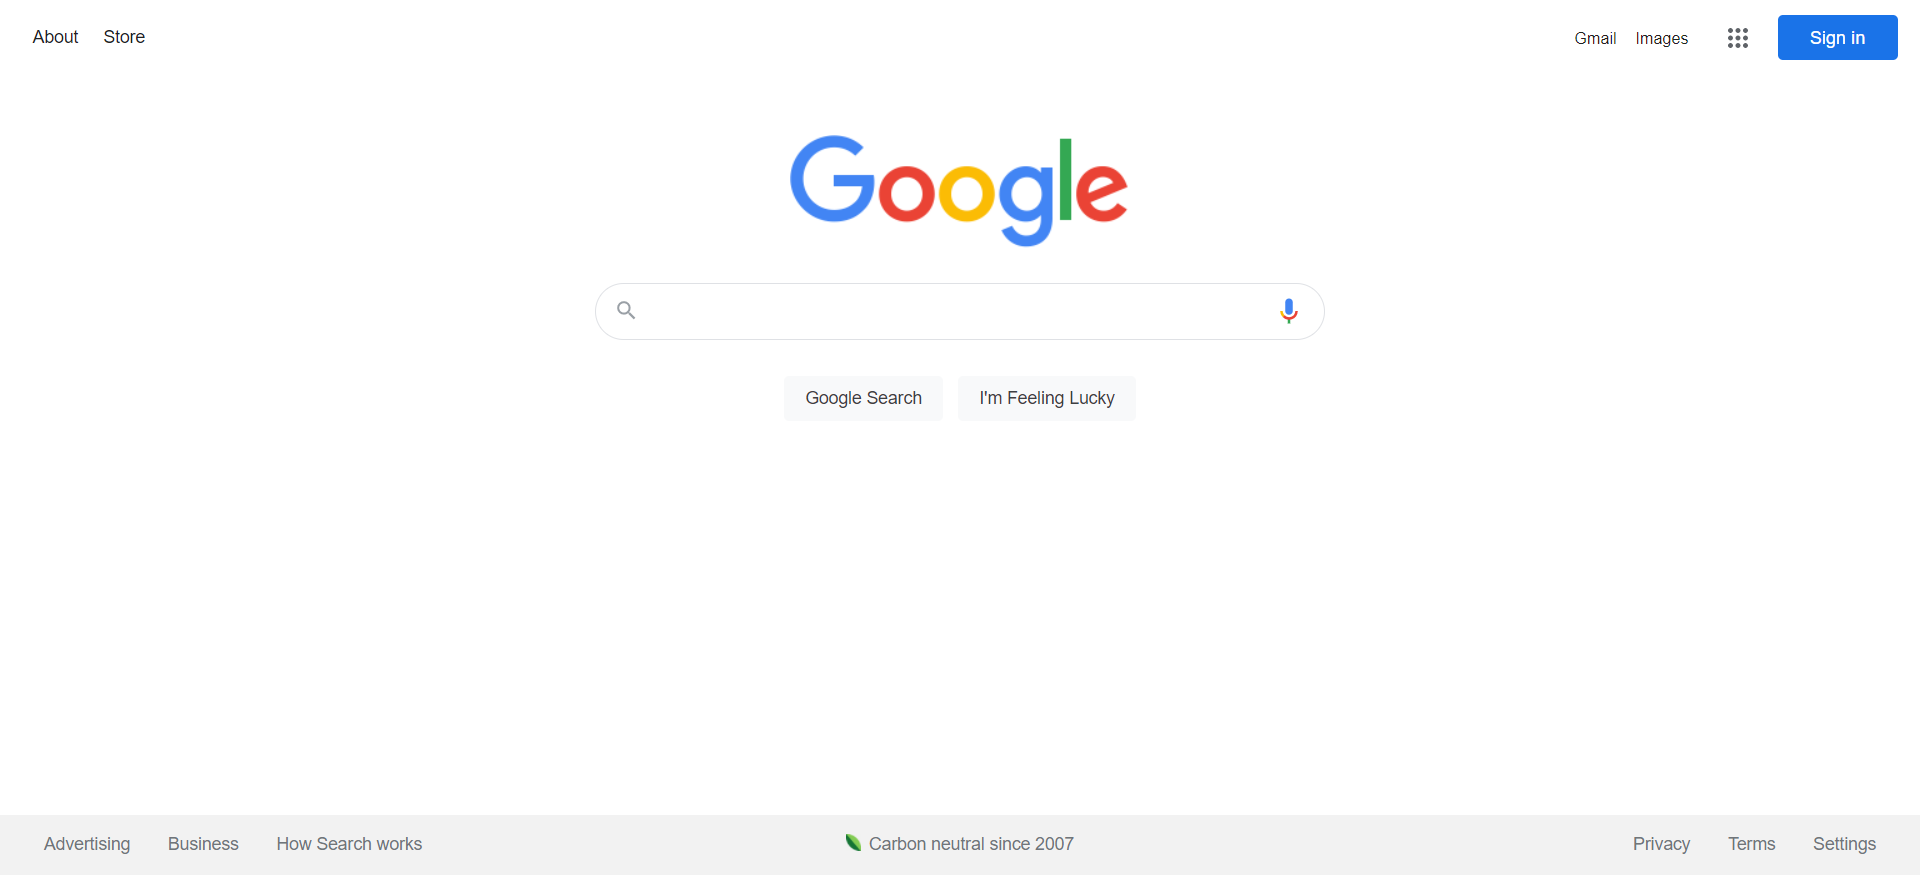 About Store
Gmail Images Sign in
Google
Google Search I'm Feeling Lucky
Advertising Business How Search works
Carbon neutral since 2007
Privacy Terms Settings